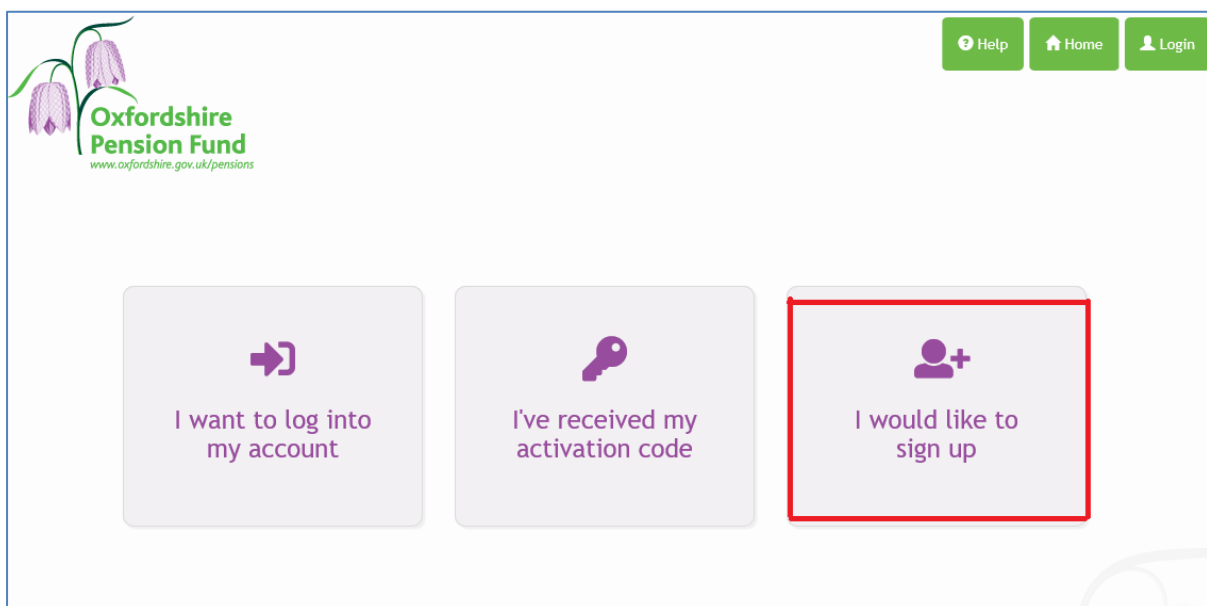 Help
Home
Login
Oxfordshire
Pension Fund
www.oxfordshire.gov.uk/pensions
I want to log into
my account
I've received my
activation code
I would like to
sign up